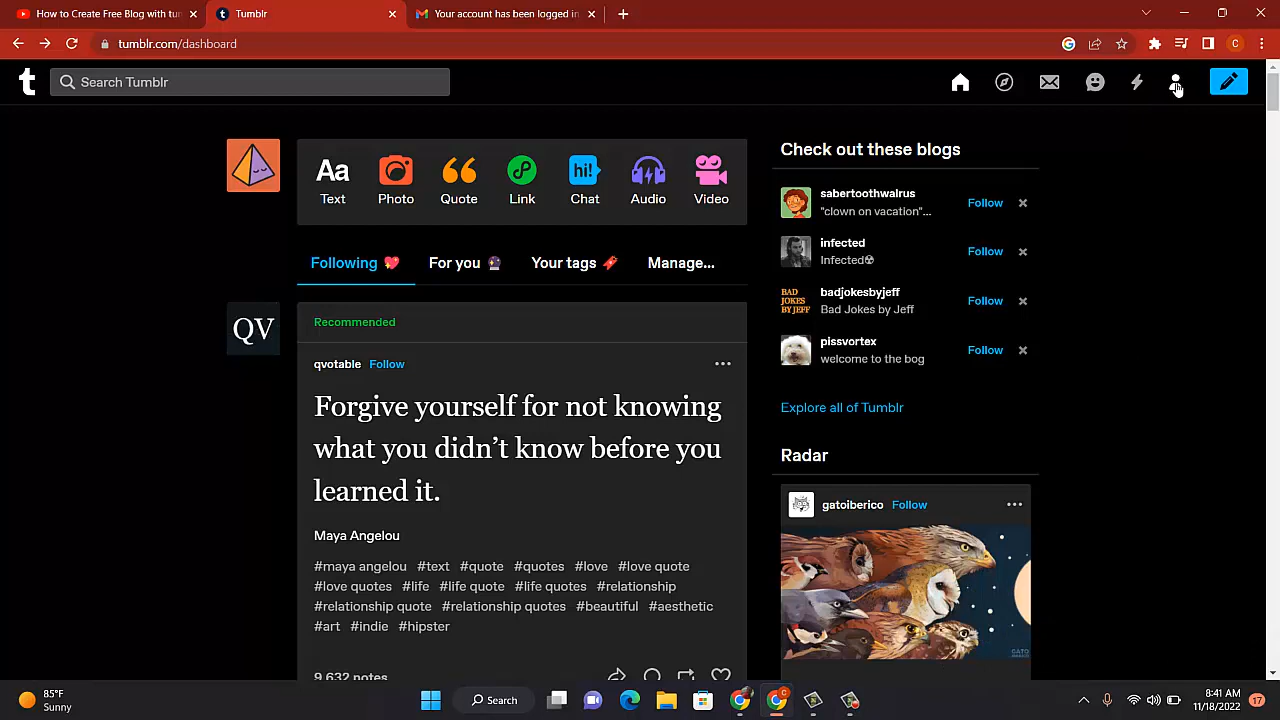 How to Create Free Blog with tum
Tumblr
Your account has been logged in
tumblr.com/dashboard
C
t
Search Tumblr
Aa
hi!
Text
Photo
Quote
Link
Chat
Audio
Video
Following
For you
Your tags
Manage...
QV
Recommended
qvotable Follow
Forgive yourself for not knowing
what you didn’t know before you
learned it.
Maya Angelou
#maya angelou #text #quote #quotes #love #love quote
#love quotes #life #life quote #life quotes #relationship
#relationship quote #relationship quotes #beautiful #aesthetic
#art #indie #hipster
9,632 notes
Check out these blogs
sabertoothwalrus
"clown on vacation"...
Follow
infected
Infected☢
Follow
BAD
JOKES
BY JEFF
badjokesbyjeff
Bad Jokes by Jeff
Follow
pissvortex
welcome to the bog
Follow
Explore all of Tumblr
Radar
gatoiberico Follow
85°F
Sunny
Search
8:41 AM
11/18/2022
17